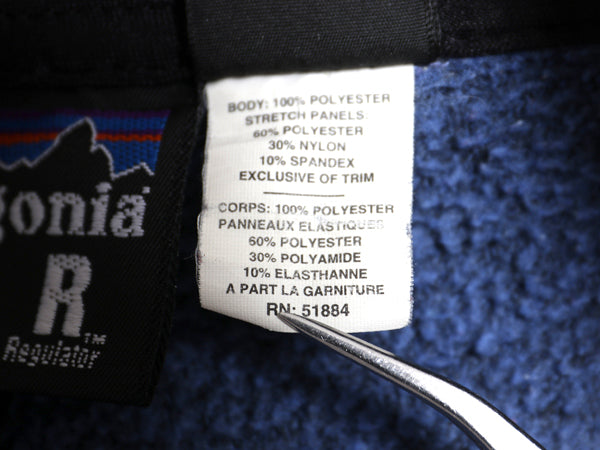 gonia
R
Regulator™
BODY: 100% POLYESTER
STRETCH PANELS
60% POLYESTER
30% NYLON
10% SPANDEX
EXCLUSIVE OF TRIM
CORPS: 100% POLYESTER
PANNEAUX ELASTIQUES
60% POLYESTER
30% POLYAMIDE
10% ELASTHANNE
A PART LA GARNITURE
RN: 51884